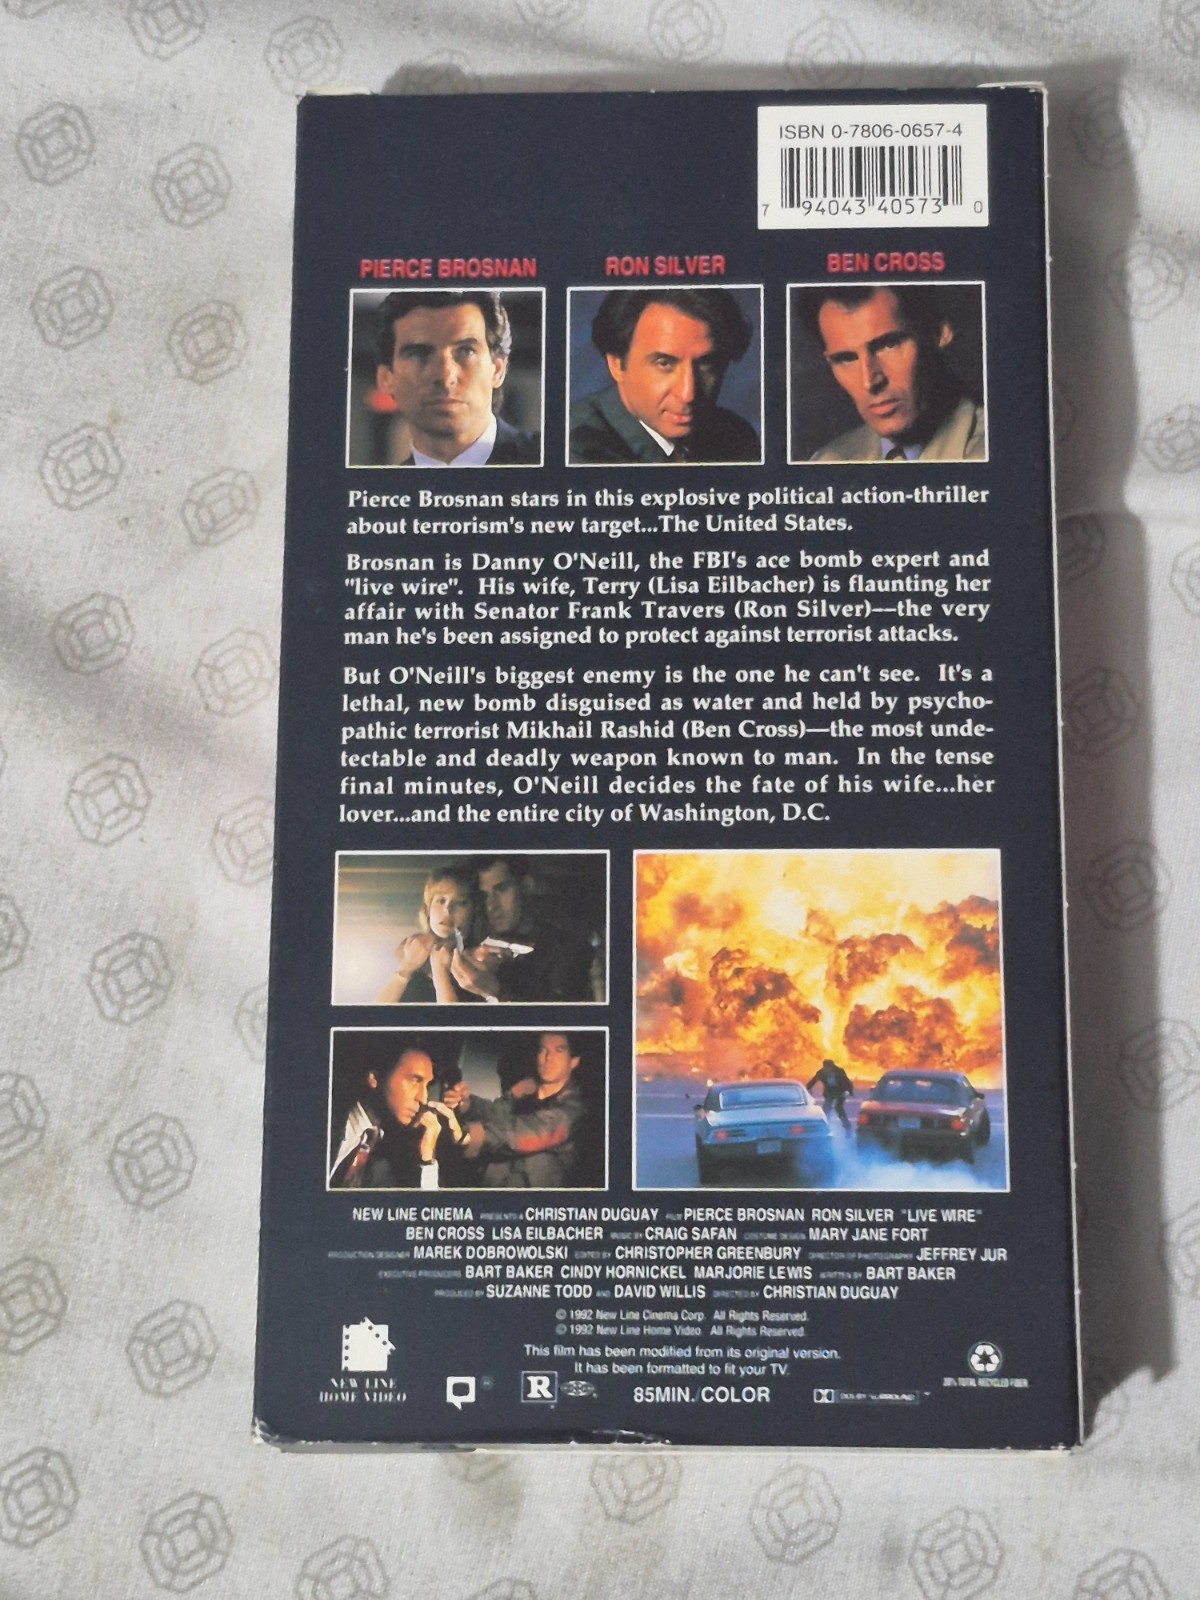 ISBN 0-7806-0657-4
7 94043 40573 0
PIERCE BROSNAN RON SILVER BEN CROSS
Pierce Brosnan stars in this explosive political action-thriller
about terrorism's new target...The United States.
Brosnan is Danny O'Neill, the FBI's ace bomb expert and
"live wire". His wife, Terry (Lisa Eilbacher) is flaunting her
affair with Senator Frank Travers (Ron Silver)—the very
man he's been assigned to protect against terrorist attacks.
But O'Neill's biggest enemy is the one he can't see. It's a
lethal, new bomb disguised as water and held by psycho-
pathic terrorist Mikhail Rashid (Ben Cross)—the most unde-
tectable and deadly weapon known to man. In the tense
final minutes, O'Neill decides the fate of his wife...her
lover...and the entire city of Washington, D.C.
NEW LINE CINEMA PRESENTS A CHRISTIAN DUGUAY FILM PIERCE BROSNAN RON SILVER "LIVE WIRE"
BEN CROSS LISA EILBACHER MUSIC BY CRAIG SAFAN COSTUME DESIGN MARY JANE FORT
PRODUCTION DESIGNER MAREK DOBROWOLSKI EDITED BY CHRISTOPHER GREENBURY DIRECTOR OF PHOTOGRAPHY JEFFREY JUR
EXECUTIVE PRODUCERS BART BAKER CINDY HORNICKEL MARJORIE LEWIS WRITTEN BY BART BAKER
PRODUCED BY SUZANNE TODD AND DAVID WILLIS DIRECTED BY CHRISTIAN DUGUAY
© 1992 New Line Cinema Corp. All Rights Reserved.
© 1992 New Line Home Video. All Rights Reserved.
This film has been modified from its original version.
It has been formatted to fit your TV.
NEW LINE
HOME VIDEO
R
85MIN./COLOR
DOLBY SURROUND
30% TOTAL RECYCLED FIBER